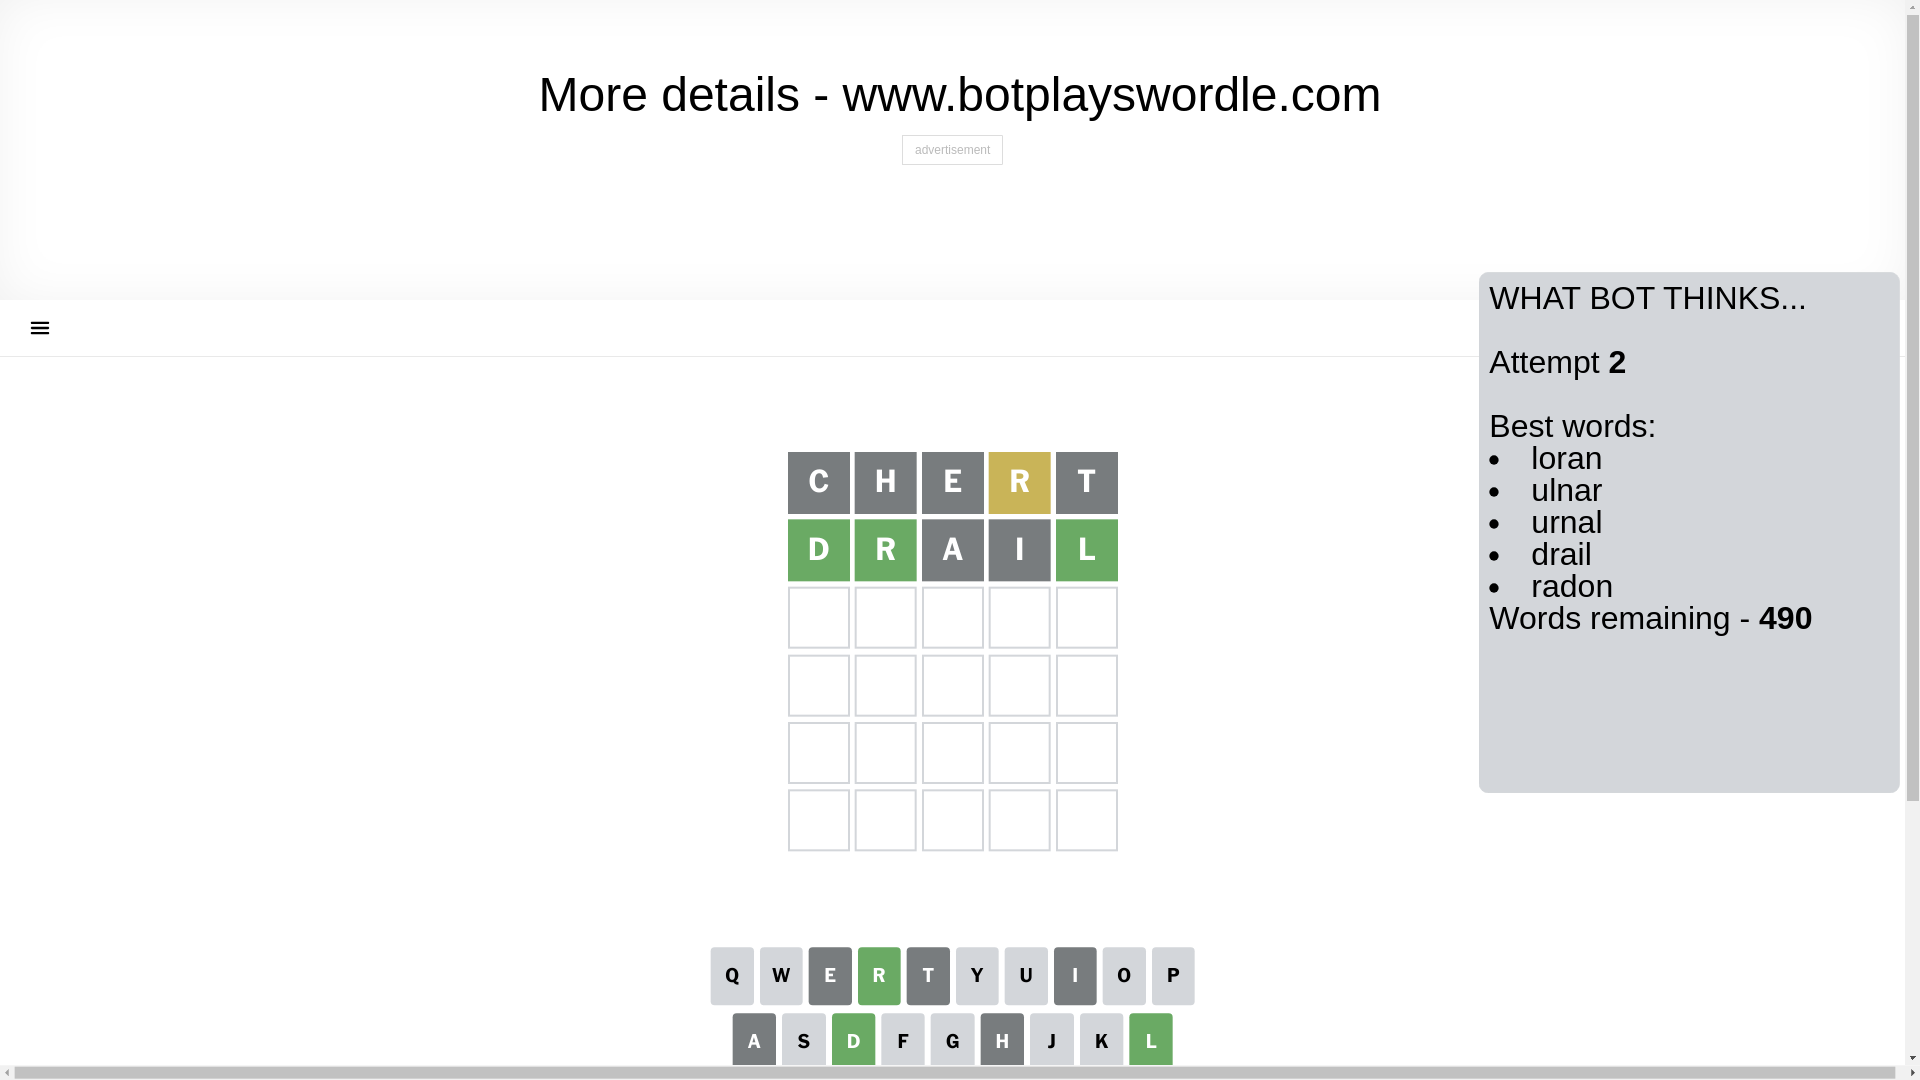 More details - www.botplayswordle.com
advertisement
WHAT BOT THINKS...
Attempt 2
Best words:
• loran
• ulnar
• urnal
• drail
• radon
Words remaining - 490
C H E R T
D R A I L
Q W E R T Y U I O P
A S D F G H J K L